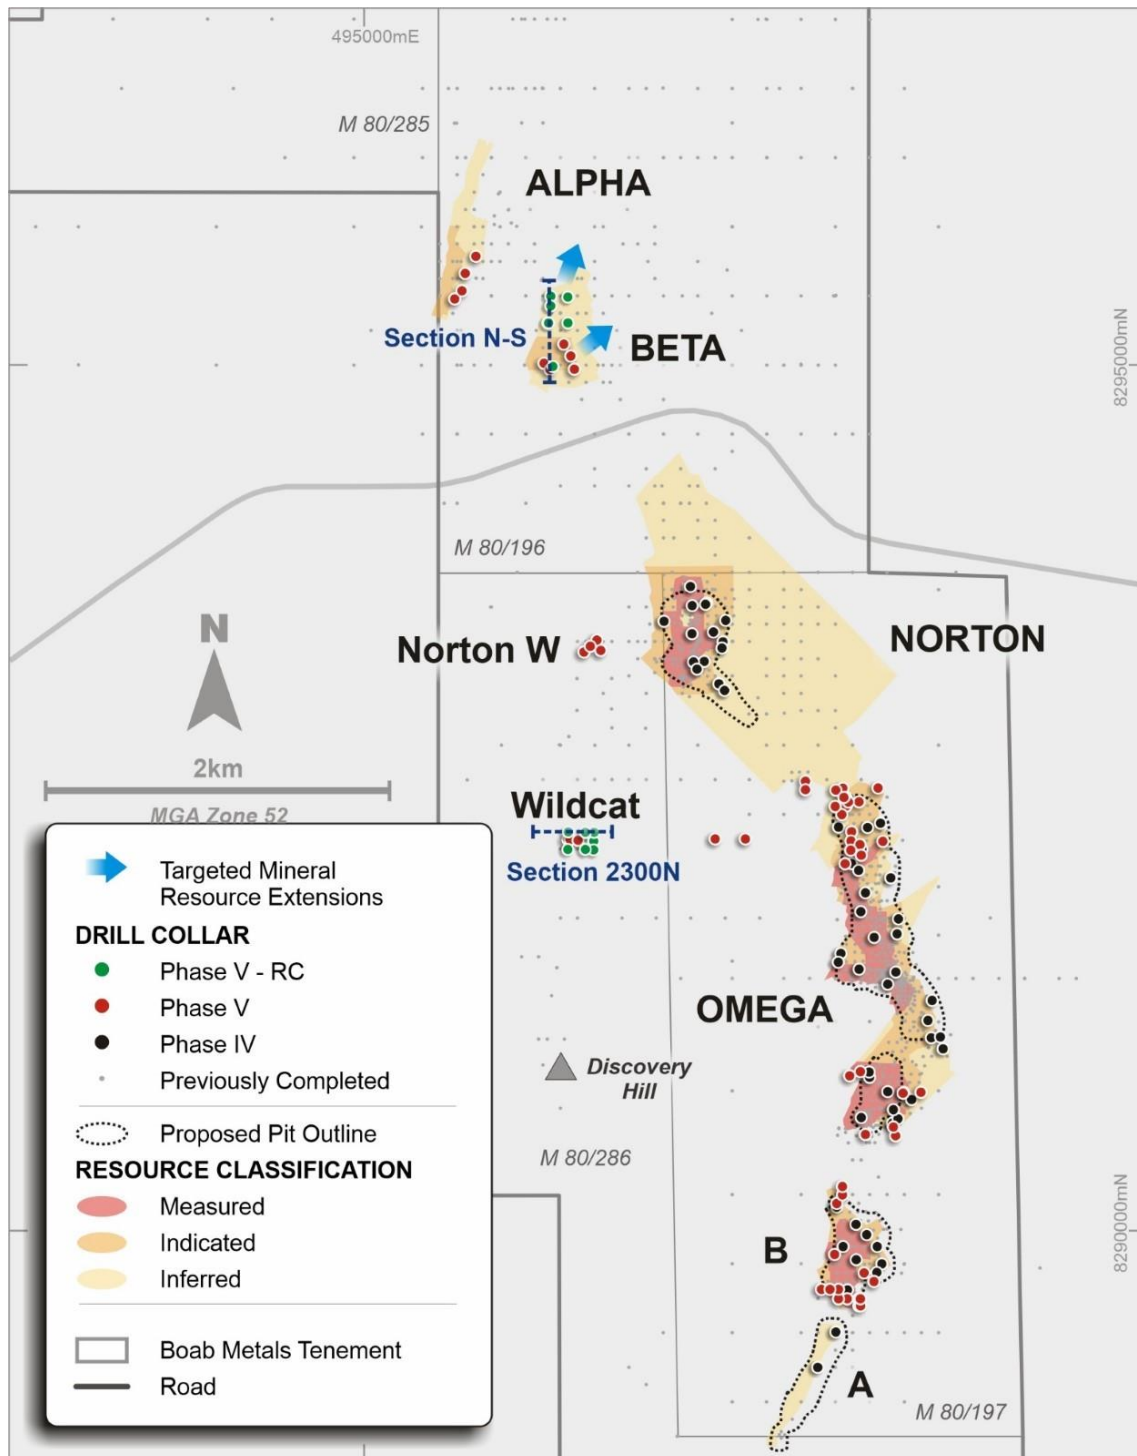 495000mE
M 80/285
ALPHA
8295000mN
Section N-S
BETA
M 80/196
N
Norton W
NORTON
2km
MGA Zone 52
Wildcat
Section 2300N
Targeted Mineral
Resource Extensions
DRILL COLLAR
Phase V - RC
Phase V
Phase IV
Previously Completed
Proposed Pit Outline
RESOURCE CLASSIFICATION
Measured
Indicated
Inferred
Boab Metals Tenement
Road
OMEGA
Discovery
Hill
M 80/286
8290000mN
B
A
M 80/197